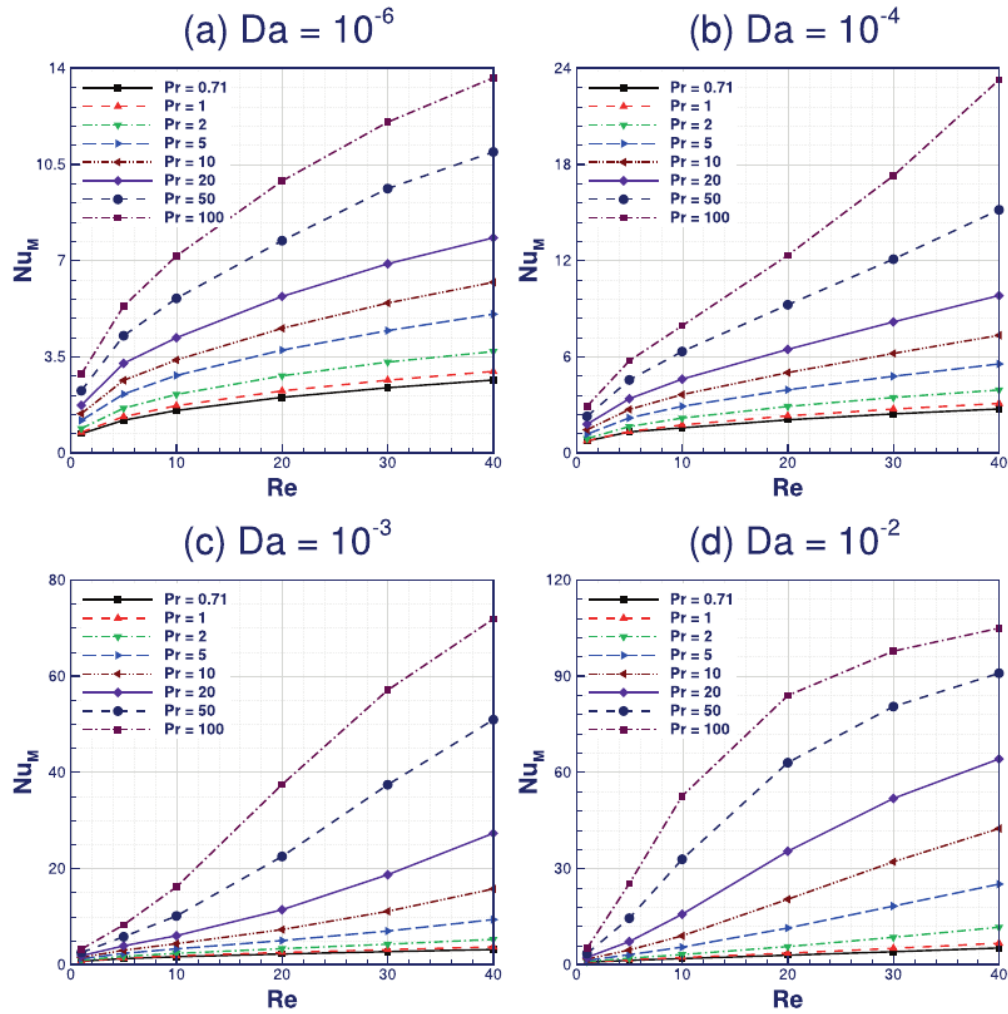 (a) Da = 10⁻⁶
14
10.5
7
3.5
0
Nu_M
Pr = 0.71
Pr = 1
Pr = 2
Pr = 5
Pr = 10
Pr = 20
Pr = 50
Pr = 100
0 10 20 30 40
Re
(b) Da = 10⁻⁴
24
18
12
6
0
Nu_M
Pr = 0.71
Pr = 1
Pr = 2
Pr = 5
Pr = 10
Pr = 20
Pr = 50
Pr = 100
0 10 20 30 40
Re
(c) Da = 10⁻³
80
60
40
20
0
Nu_M
Pr = 0.71
Pr = 1
Pr = 2
Pr = 5
Pr = 10
Pr = 20
Pr = 50
Pr = 100
0 10 20 30 40
Re
(d) Da = 10⁻²
120
90
60
30
0
Nu_M
Pr = 0.71
Pr = 1
Pr = 2
Pr = 5
Pr = 10
Pr = 20
Pr = 50
Pr = 100
0 10 20 30 40
Re